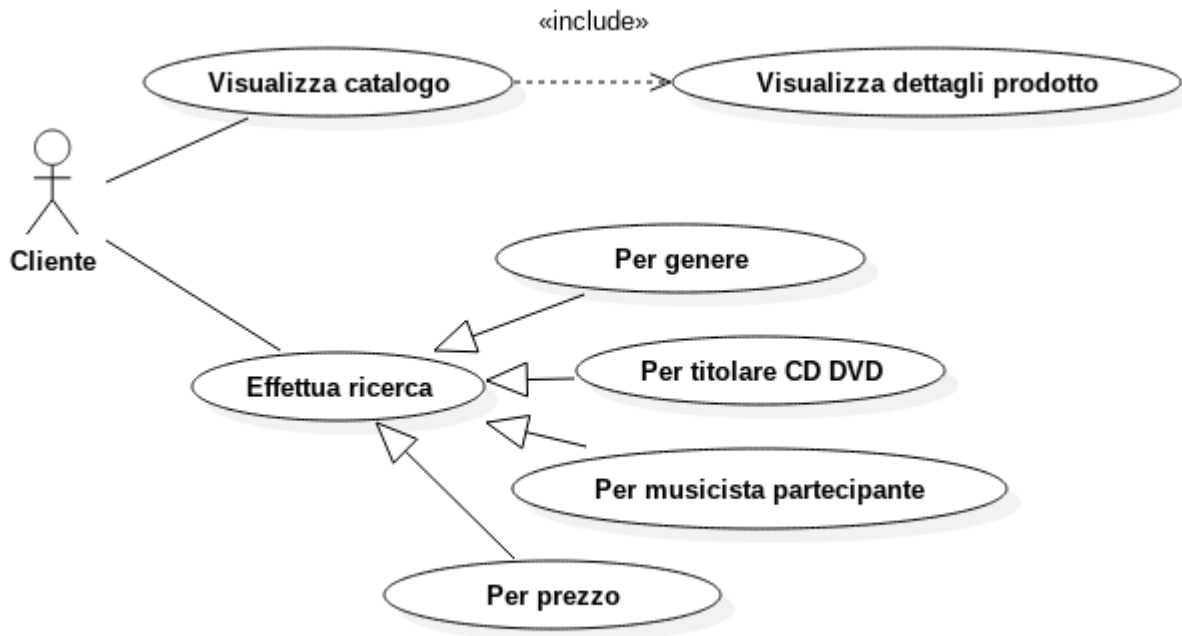 «include»
Visualizza catalogo
Visualizza dettagli prodotto
Cliente
Per genere
Effettua ricerca
Per titolare CD DVD
Per musicista partecipante
Per prezzo